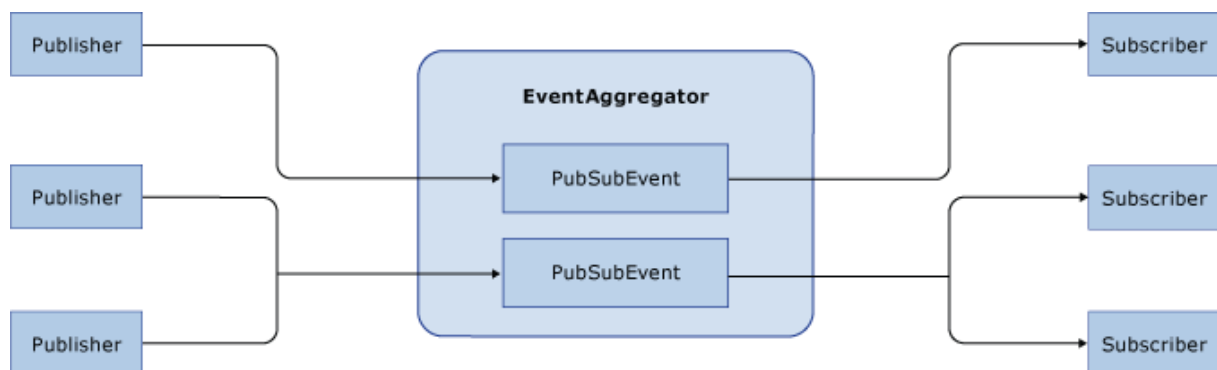 Publisher
Subscriber
EventAggregator
PubSubEvent
Publisher
Subscriber
PubSubEvent
Publisher
Subscriber